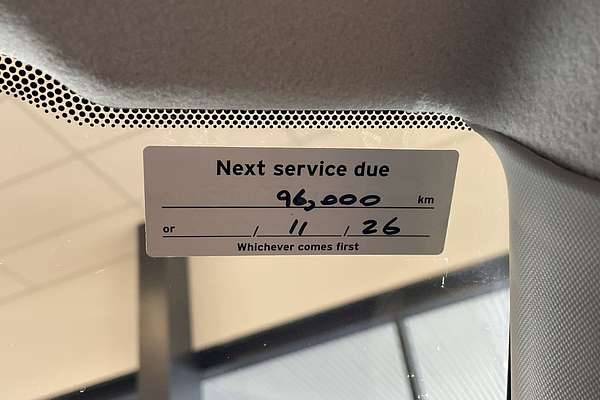 Next service due
96,000 km
or / 11 / 26
Whichever comes first